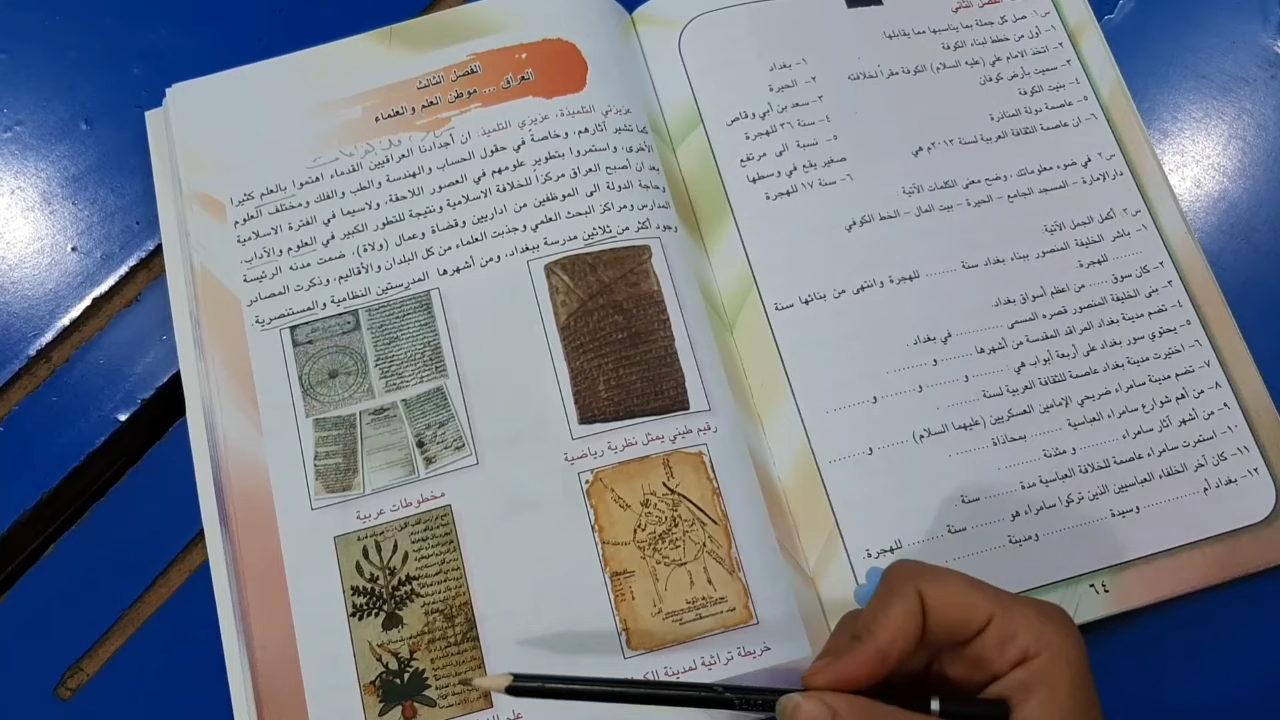 الفصل الثاني
س١- صل كل جملة بما يناسبها مما يقابلها.
١- أول من خطط لبناء الكوفة
١- بغداد
٢- اتخذ الامام علي (عليه السلام) الكوفة مقراً لخلافته
٢- الحيرة
٣- سميت بأرض كوفان
٣- سعد بن أبي وقاص
٤- بنيت الكوفة
٤- سنة ٣٦ للهجرة
٥- عاصمة دولة المناذرة
٥- نسبة الى مرتفع
صغير يقع في وسطها
٦- ان عاصمة الثقافة العربية لسنة ٢٠١٣م هي
٦- سنة ١٧ للهجرة
س٢- في ضوء معلوماتك ، وضح معنى الكلمات الآتية :
دار الإمارة – المسجد الجامع – الحيرة – بيت المال – الخط الكوفي
س٣- أكمل الجمل الآتية
١- باشر الخليفة المنصور ببناء بغداد سنة ........ للهجرة وانتهى من بنائها سنة
........ للهجرة.
٢- كان سوق ...... من اعظم أسواق بغداد.
٣- بنى الخليفة المنصور قصره المسمى .......... في بغداد .
٤- تضم مدينة بغداد المراقد المقدسة من أشهرها ........ و ........ .
٥- يحتوي سور بغداد على أربعة أبواب هي : ........ و ........ و ........ و ........ .
٦- اختيرت مدينة بغداد عاصمة للثقافة العربية لسنة ........ .
٧- تضم مدينة سامراء ضريحي الإمامين العسكريين (عليهما السلام) ........ و........
٨- من أهم شوارع سامراء العباسية ........ بمحاذاة ........ .
٩- من أشهر آثار سامراء ........ و مئذنة ........ .
١٠- استمرت سامراء عاصمة للخلافة العباسية مدة ........ سنة .
١١- كان آخر الخلفاء العباسيين الذين تركوا سامراء هو ........ سنة ........ للهجرة.
١٢- بغداد أم ............ وسيدة ............ ومدينة ............ .
٦٤
الفصل الثالث
العراق ... موطن العلم والعلماء
عزيزتي التلميذة، عزيزي التلميذ: ان أجدادنا العراقيين القدماء اهتموا بالعلم كثيرا
كما تشير آثارهم، وخاصة في حقول الحساب والهندسة والطب والفلك ومختلف العلوم
الأخرى، واستمروا بتطوير علومهم في العصور اللاحقة، ولاسيما في الفترة الاسلامية
بعد ان أصبح العراق مركزاً للخلافة الاسلامية ونتيجة للتطور الكبير في العلوم والآداب،
وحاجة الدولة الى الموظفين من اداريين وقضاة وعمال (ولاة)، ضمت مدنه الرئيسة
المدارس ومراكز البحث العلمي وجذبت العلماء من كل البلدان والأقاليم، وذكرت المصادر
وجود أكثر من ثلاثين مدرسة ببغداد، ومن أشهرها المدرستين النظامية والمستنصرية.
رقيم طيني يمثل نظرية رياضية
مخطوطات عربية
خريطة تراثية لمدينة
علم